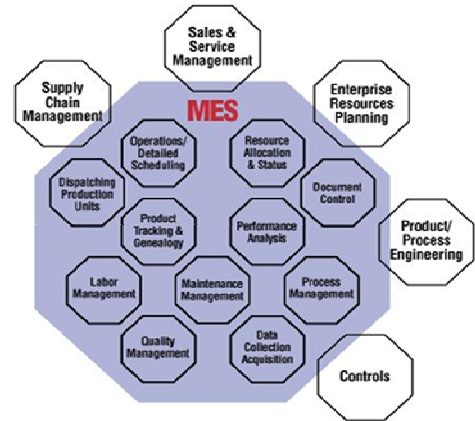 Sales &
Service
Management
Supply
Chain
Management
Enterprise
Resources
Planning
MES
Operations/
Detailed
Scheduling
Resource
Allocation
& Status
Dispatching
Production
Units
Document
Control
Product
Tracking &
Genealogy
Performance
Analysis
Product/
Process
Engineering
Labor
Management
Maintenance
Management
Process
Management
Quality
Management
Data
Collection
Acquisition
Controls